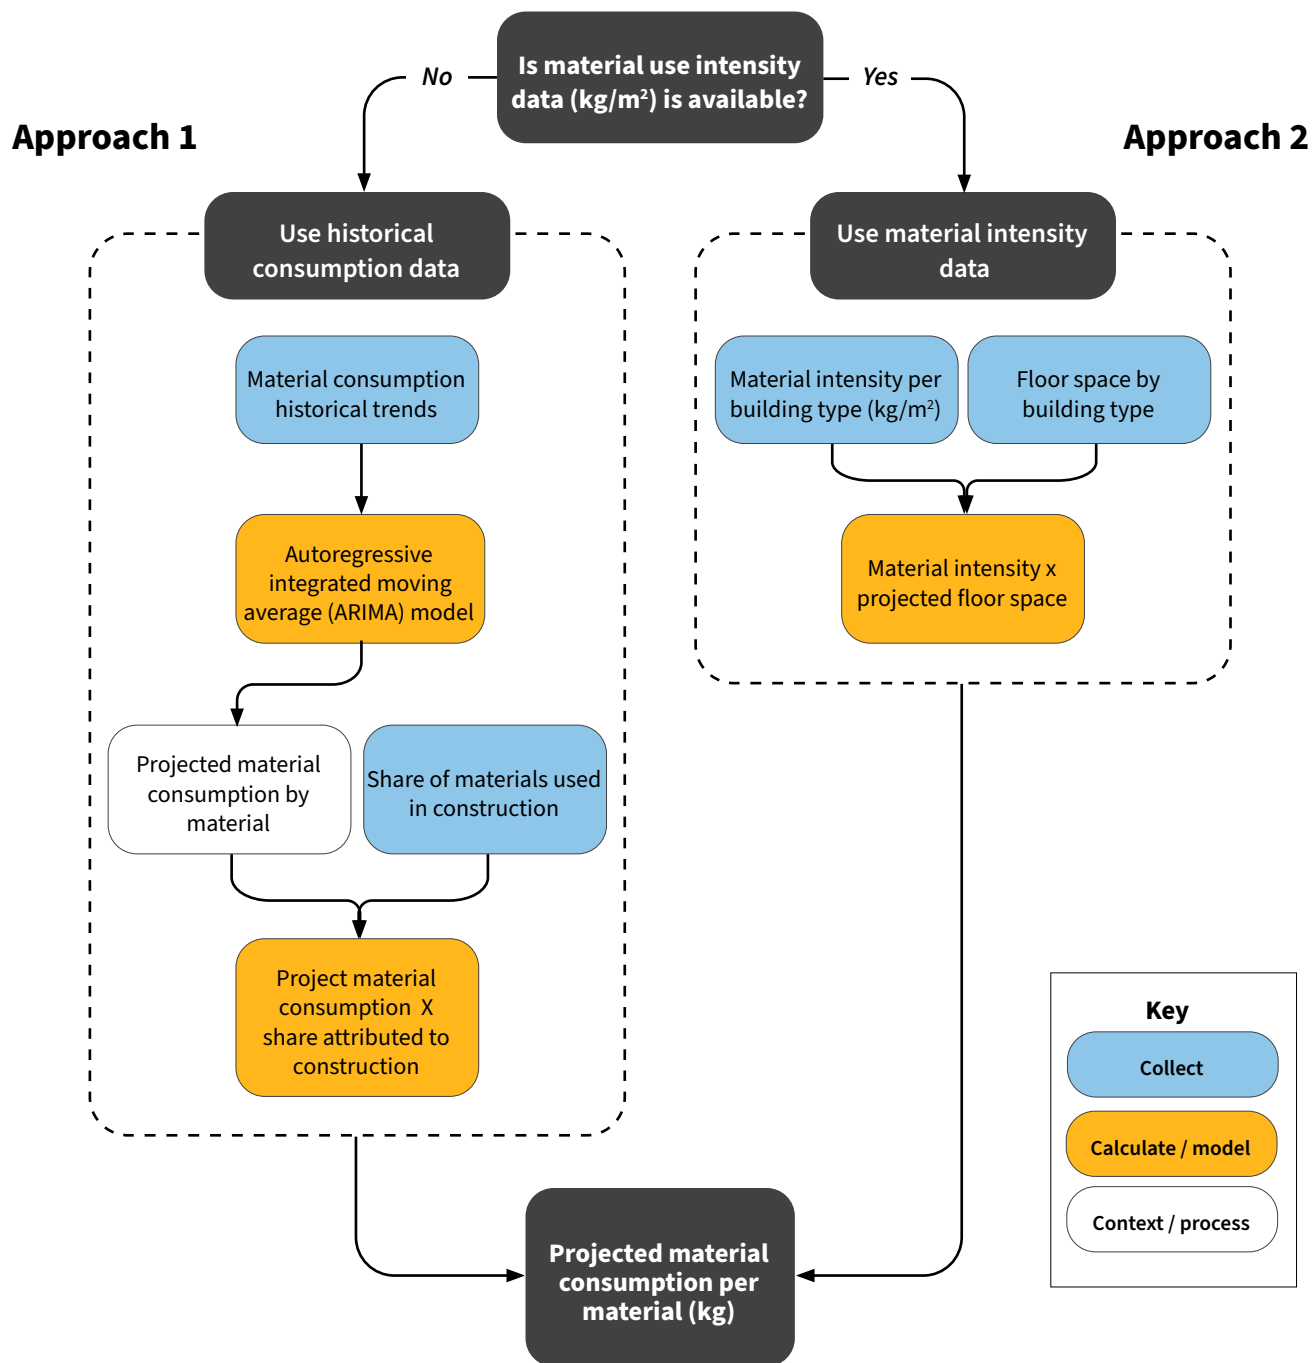 Is material use intensity
data (kg/m²) is available?
No
Yes
Approach 1
Approach 2
Use historical
consumption data
Use material intensity
data
Material consumption
historical trends
Material intensity per
building type (kg/m²)
Floor space by
building type
Autoregressive
integrated moving
average (ARIMA) model
Material intensity x
projected floor space
Projected material
consumption by
material
Share of materials used
in construction
Project material
consumption X
share attributed to
construction
Key
Collect
Calculate / model
Context / process
Projected material
consumption per
material (kg)